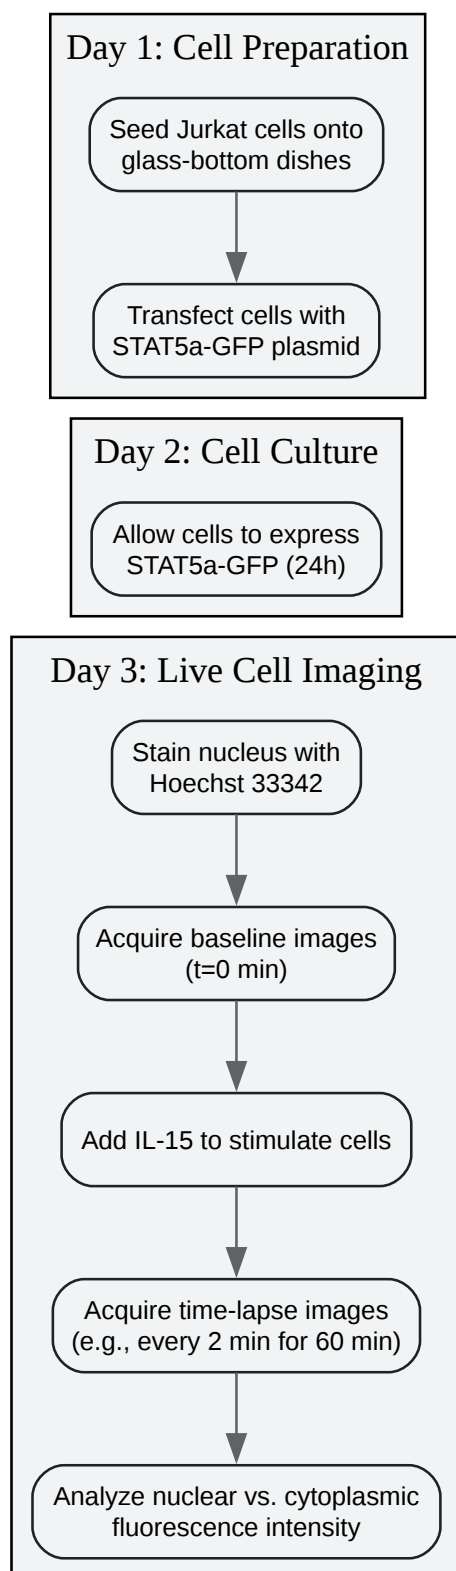 Day 1: Cell Preparation
Seed Jurkat cells onto
glass-bottom dishes
Transfect cells with
STAT5a-GFP plasmid
Day 2: Cell Culture
Allow cells to express
STAT5a-GFP (24h)
Day 3: Live Cell Imaging
Stain nucleus with
Hoechst 33342
Acquire baseline images
(t=0 min)
Add IL-15 to stimulate cells
Acquire time-lapse images
(e.g., every 2 min for 60 min)
Analyze nuclear vs. cytoplasmic
fluorescence intensity